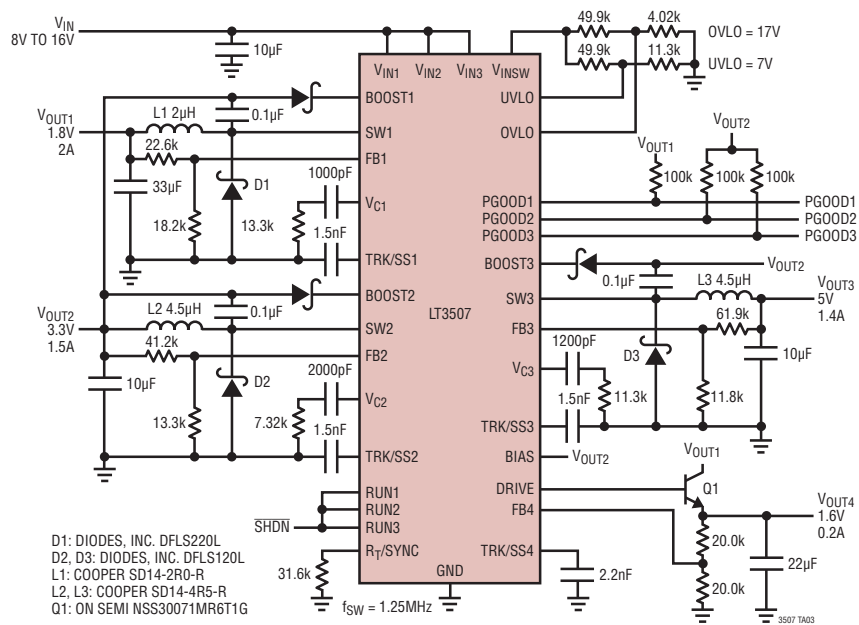 VIN
8V TO 16V
10µF
VIN1
VIN2
VIN3
VINSW
49.9k
4.02k
OVLO = 17V
49.9k
11.3k
UVLO = 7V
BOOST1
UVLO
0.1µF
VOUT1
1.8V
2A
L1 2µH
SW1
OVLO
22.6k
FB1
VOUT1
VOUT2
33µF
D1
1000pF
100k
100k
100k
18.2k
13.3k
VC1
PGOOD1
PGOOD1
PGOOD2
PGOOD2
1.5nF
PGOOD3
PGOOD3
TRK/SS1
BOOST3
VOUT2
BOOST2
0.1µF
LT3507
0.1µF
L3 4.5µH
VOUT3
5V
1.4A
VOUT2
3.3V
1.5A
L2 4.5µH
SW2
SW3
61.9k
41.2k
FB2
FB3
10µF
D2
2000pF
1200pF
D3
10µF
VC2
VC3
13.3k
7.32k
11.3k
11.8k
1.5nF
1.5nF
TRK/SS2
TRK/SS3
BIAS
VOUT2
VOUT1
RUN1
DRIVE
Q1
VOUT4
1.6V
0.2A
RUN2
FB4
SHDN
RUN3
20.0k
22µF
RT/SYNC
TRK/SS4
20.0k
31.6k
GND
2.2nF
fSW = 1.25MHz
D1: DIODES, INC. DFLS220L
D2, D3: DIODES, INC. DFLS120L
L1: COOPER SD14-2R0-R
L2, L3: COOPER SD14-4R5-R
Q1: ON SEMI NSS30071MR6T1G
3507 TA03